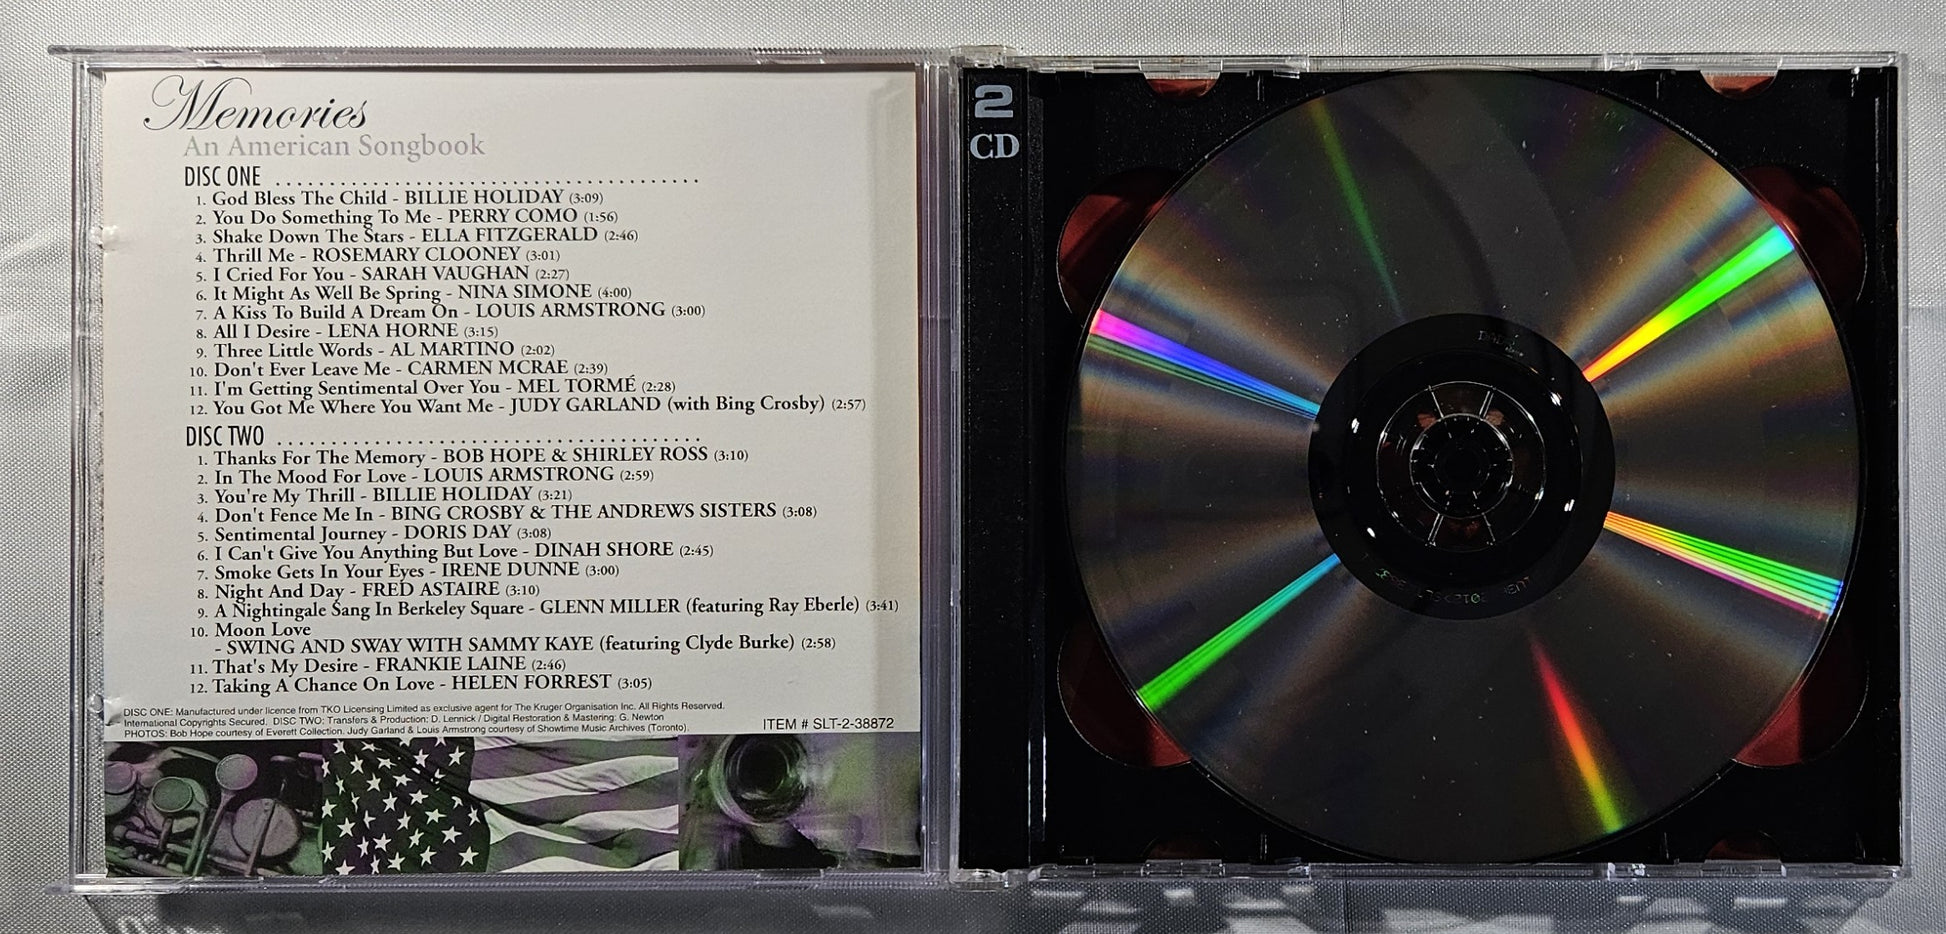 Memories
An American Songbook
DISC ONE ........................................
1. God Bless The Child - BILLIE HOLIDAY (3:09)
2. You Do Something To Me - PERRY COMO (1:56)
3. Shake Down The Stars - ELLA FITZGERALD (2:46)
4. Thrill Me - ROSEMARY CLOONEY (3:01)
5. I Cried For You - SARAH VAUGHAN (2:27)
6. It Might As Well Be Spring - NINA SIMONE (4:00)
7. A Kiss To Build A Dream On - LOUIS ARMSTRONG (3:00)
8. All I Desire - LENA HORNE (3:15)
9. Three Little Words - AL MARTINO (2:02)
10. Don't Ever Leave Me - CARMEN MCRAE (2:39)
11. I'm Getting Sentimental Over You - MEL TORMÉ (2:28)
12. You Got Me Where You Want Me - JUDY GARLAND (with Bing Crosby) (2:57)
DISC TWO ........................................
1. Thanks For The Memory - BOB HOPE & SHIRLEY ROSS (3:10)
2. In The Mood For Love - LOUIS ARMSTRONG (2:59)
3. You're My Thrill - BILLIE HOLIDAY (3:21)
4. Don't Fence Me In - BING CROSBY & THE ANDREWS SISTERS (3:08)
5. Sentimental Journey - DORIS DAY (3:08)
6. I Can't Give You Anything But Love - DINAH SHORE (2:45)
7. Smoke Gets In Your Eyes - IRENE DUNNE (3:00)
8. Night And Day - FRED ASTAIRE (3:10)
9. A Nightingale Sang In Berkeley Square - GLENN MILLER (featuring Ray Eberle) (3:41)
10. Moon Love
- SWING AND SWAY WITH SAMMY KAYE (featuring Clyde Burke) (2:58)
11. That's My Desire - FRANKIE LAINE (2:46)
12. Taking A Chance On Love - HELEN FORREST (3:05)
DISC ONE: Manufactured under licence from TKO Licensing Limited as exclusive agent for The Kruger Organisation Inc. All Rights Reserved.
International Copyrights Secured. DISC TWO: Transfers & Production: D. Lennick / Digital Restoration & Mastering: G. Newton
PHOTOS: Bob Hope courtesy of Everett Collection. Judy Garland & Louis Armstrong courtesy of Showtime Music Archives (Toronto).
ITEM # SLT-2-38872
2
CD